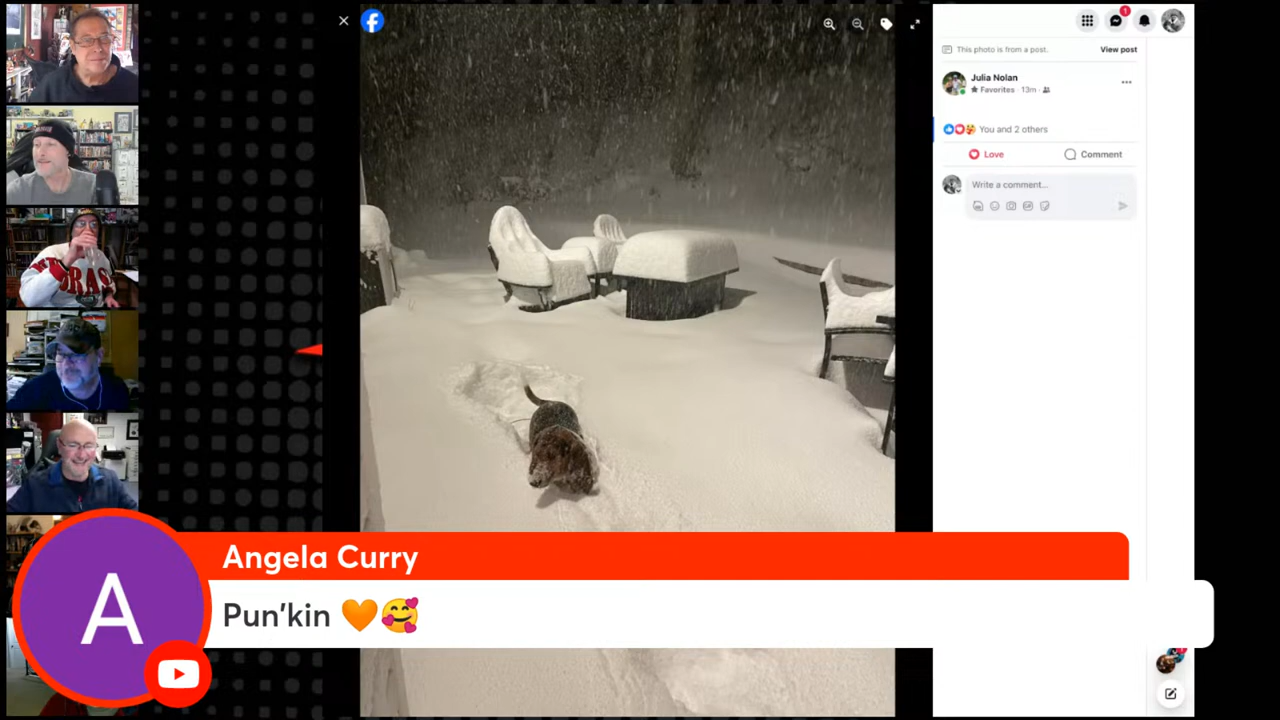 This photo is from a post.
View post
Julia Nolan
Favorites · 13m ·
You and 2 others
Love
Comment
Write a comment...
1
A
Angela Curry
Pun'kin 🧡🥰